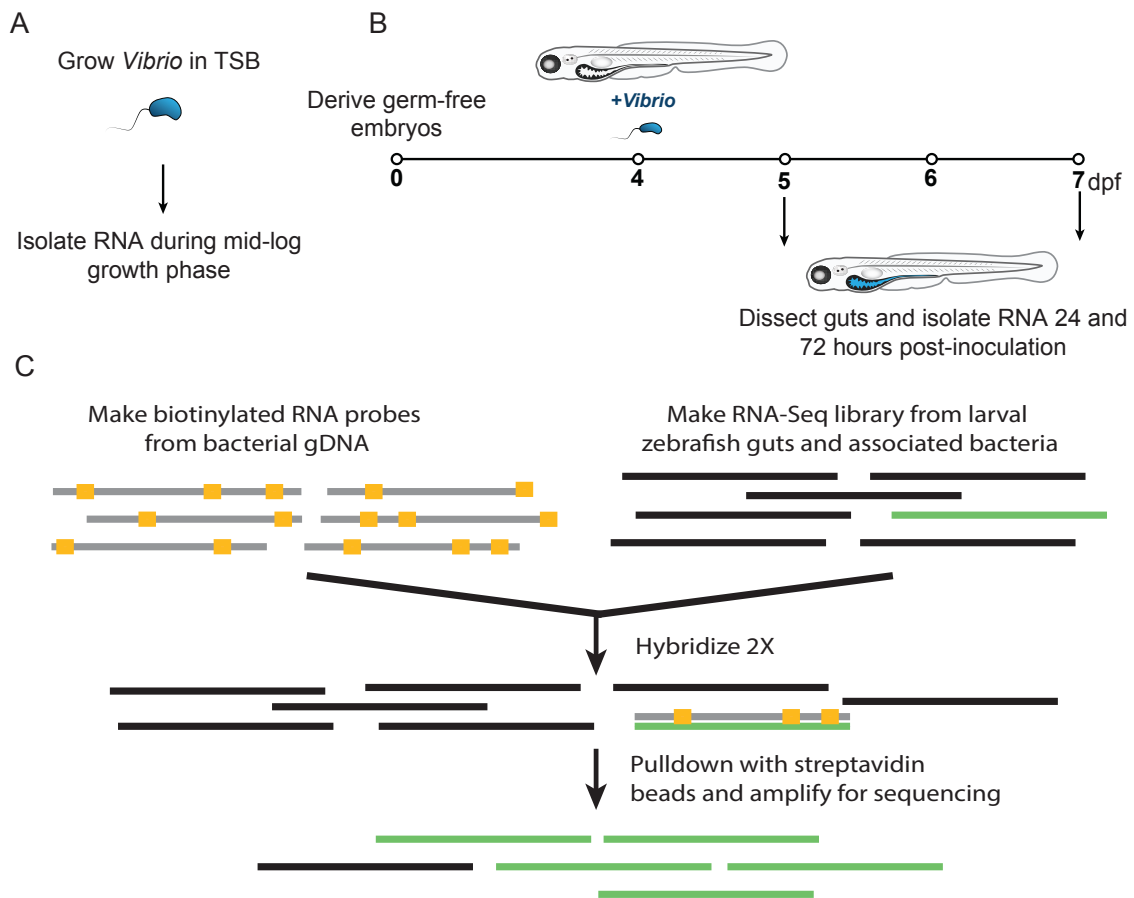 A
Grow Vibrio in TSB
Isolate RNA during mid-log
growth phase
B
Derive germ-free
embryos
+Vibrio
0
4
5
6
7 dpf
Dissect guts and isolate RNA 24 and
72 hours post-inoculation
C
Make biotinylated RNA probes
from bacterial gDNA
Make RNA-Seq library from larval
zebrafish guts and associated bacteria
Hybridize 2X
Pulldown with streptavidin
beads and amplify for sequencing